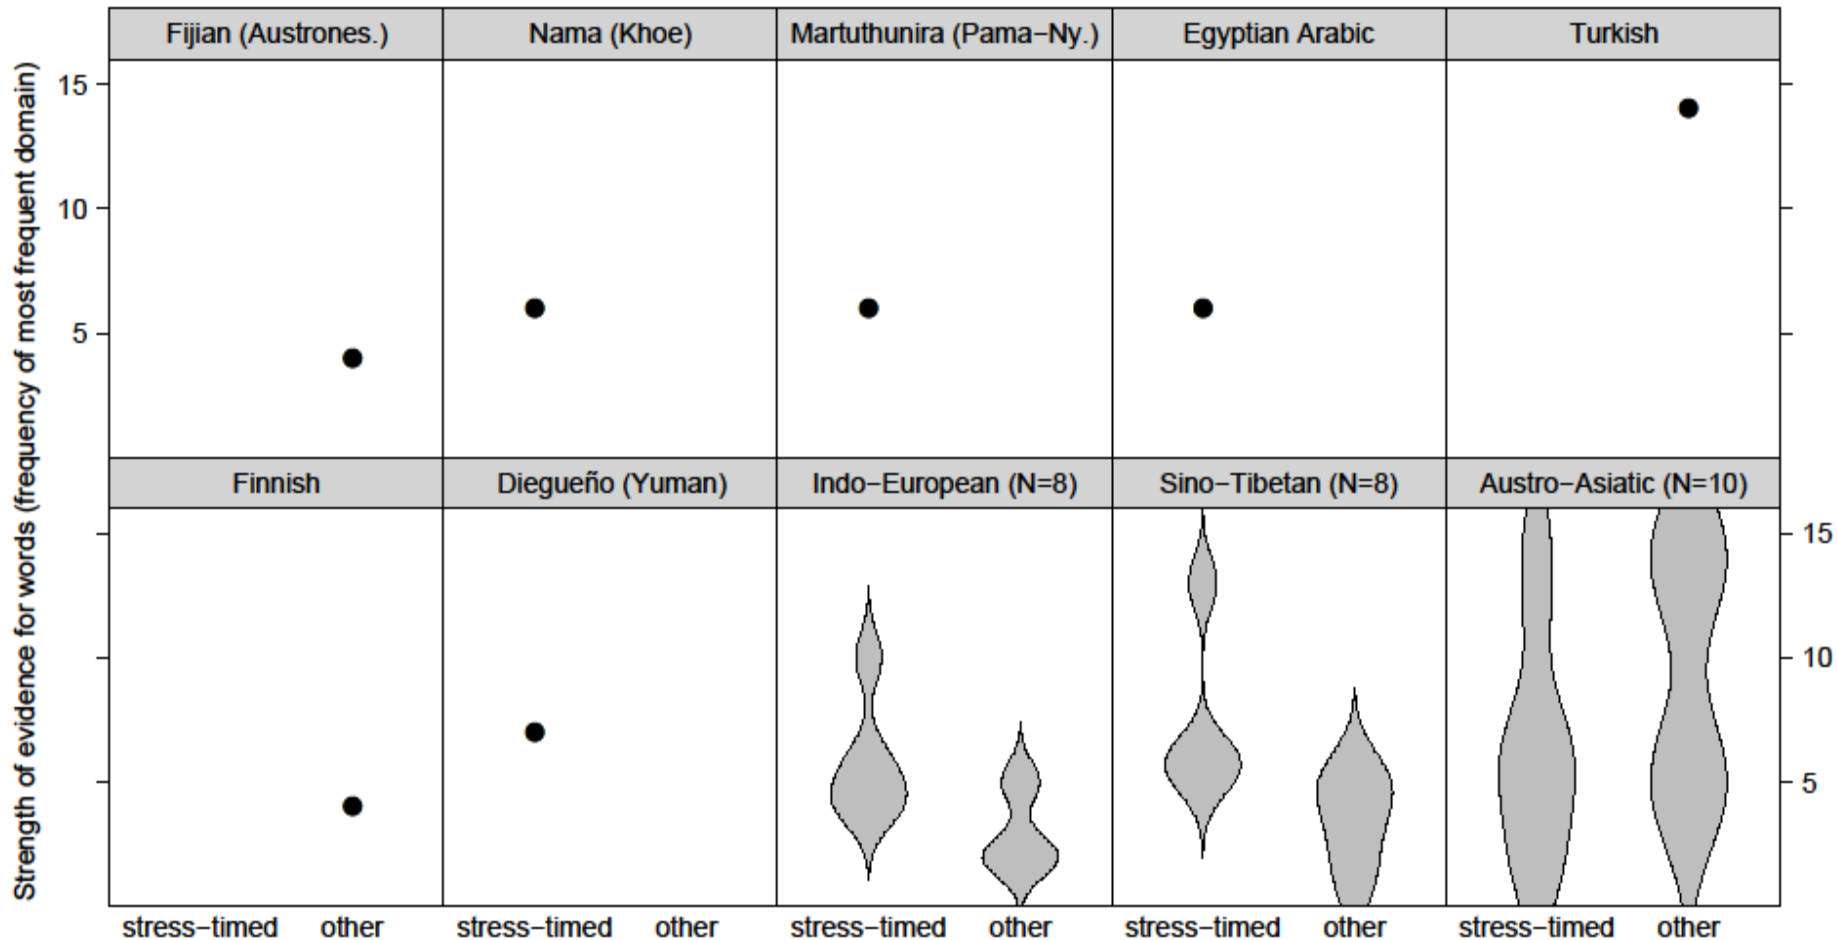 Strength of evidence for words (frequency of most frequent domain)
Fijian (Austrones.)
Nama (Khoe)
Martuthunira (Pama−Ny.)
Egyptian Arabic
Turkish
15
10
5
Finnish
Diegueño (Yuman)
Indo−European (N=8)
Sino−Tibetan (N=8)
Austro−Asiatic (N=10)
15
10
5
stress−timed other stress−timed other stress−timed other stress−timed other stress−timed other